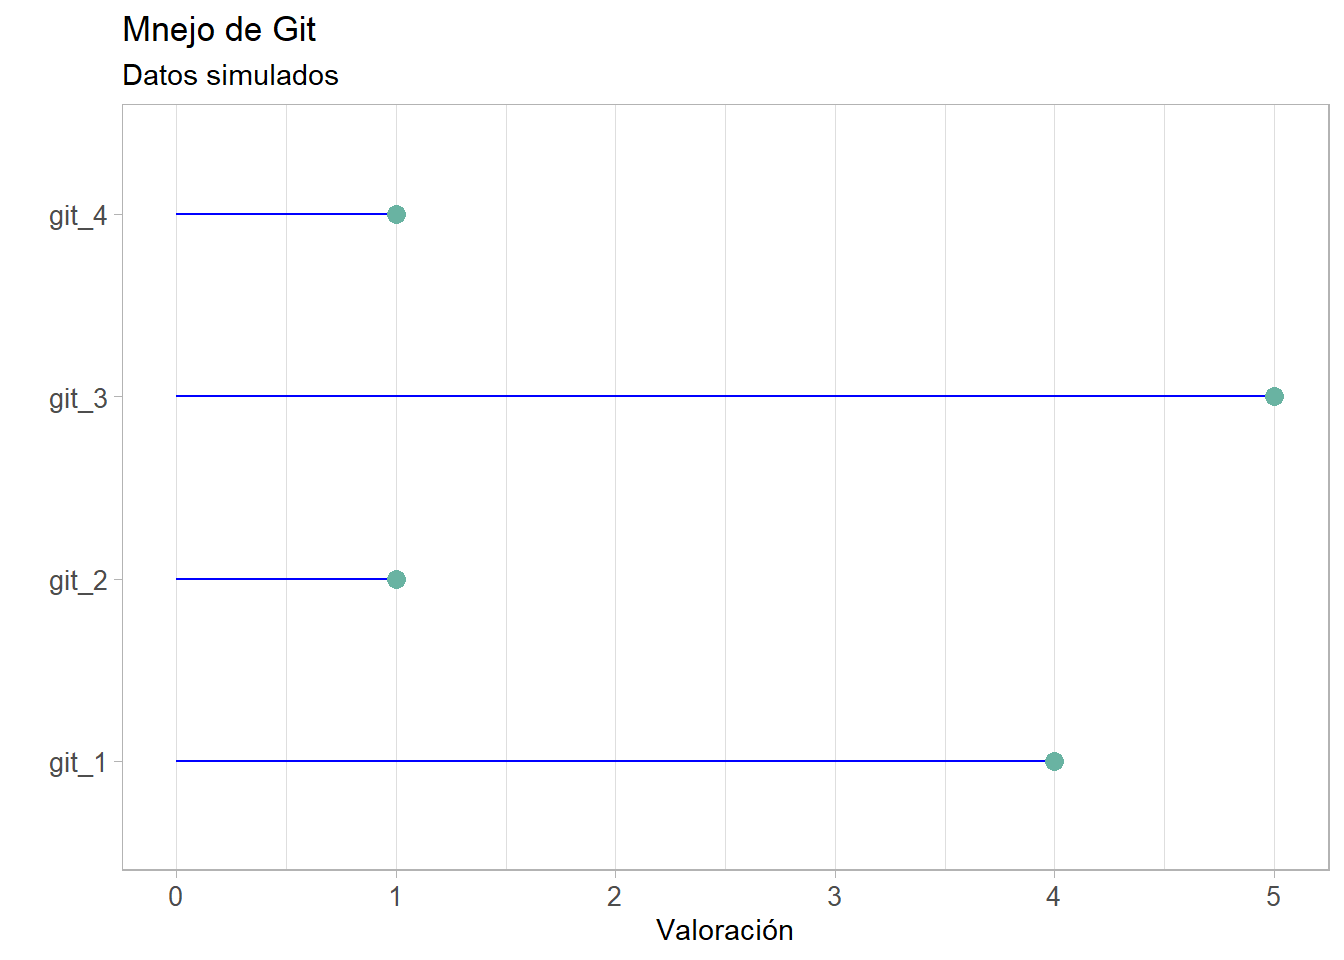 Mnejo de Git
Datos simulados
git_4
git_3
git_2
git_1
0 1 2 3 4 5
Valoración